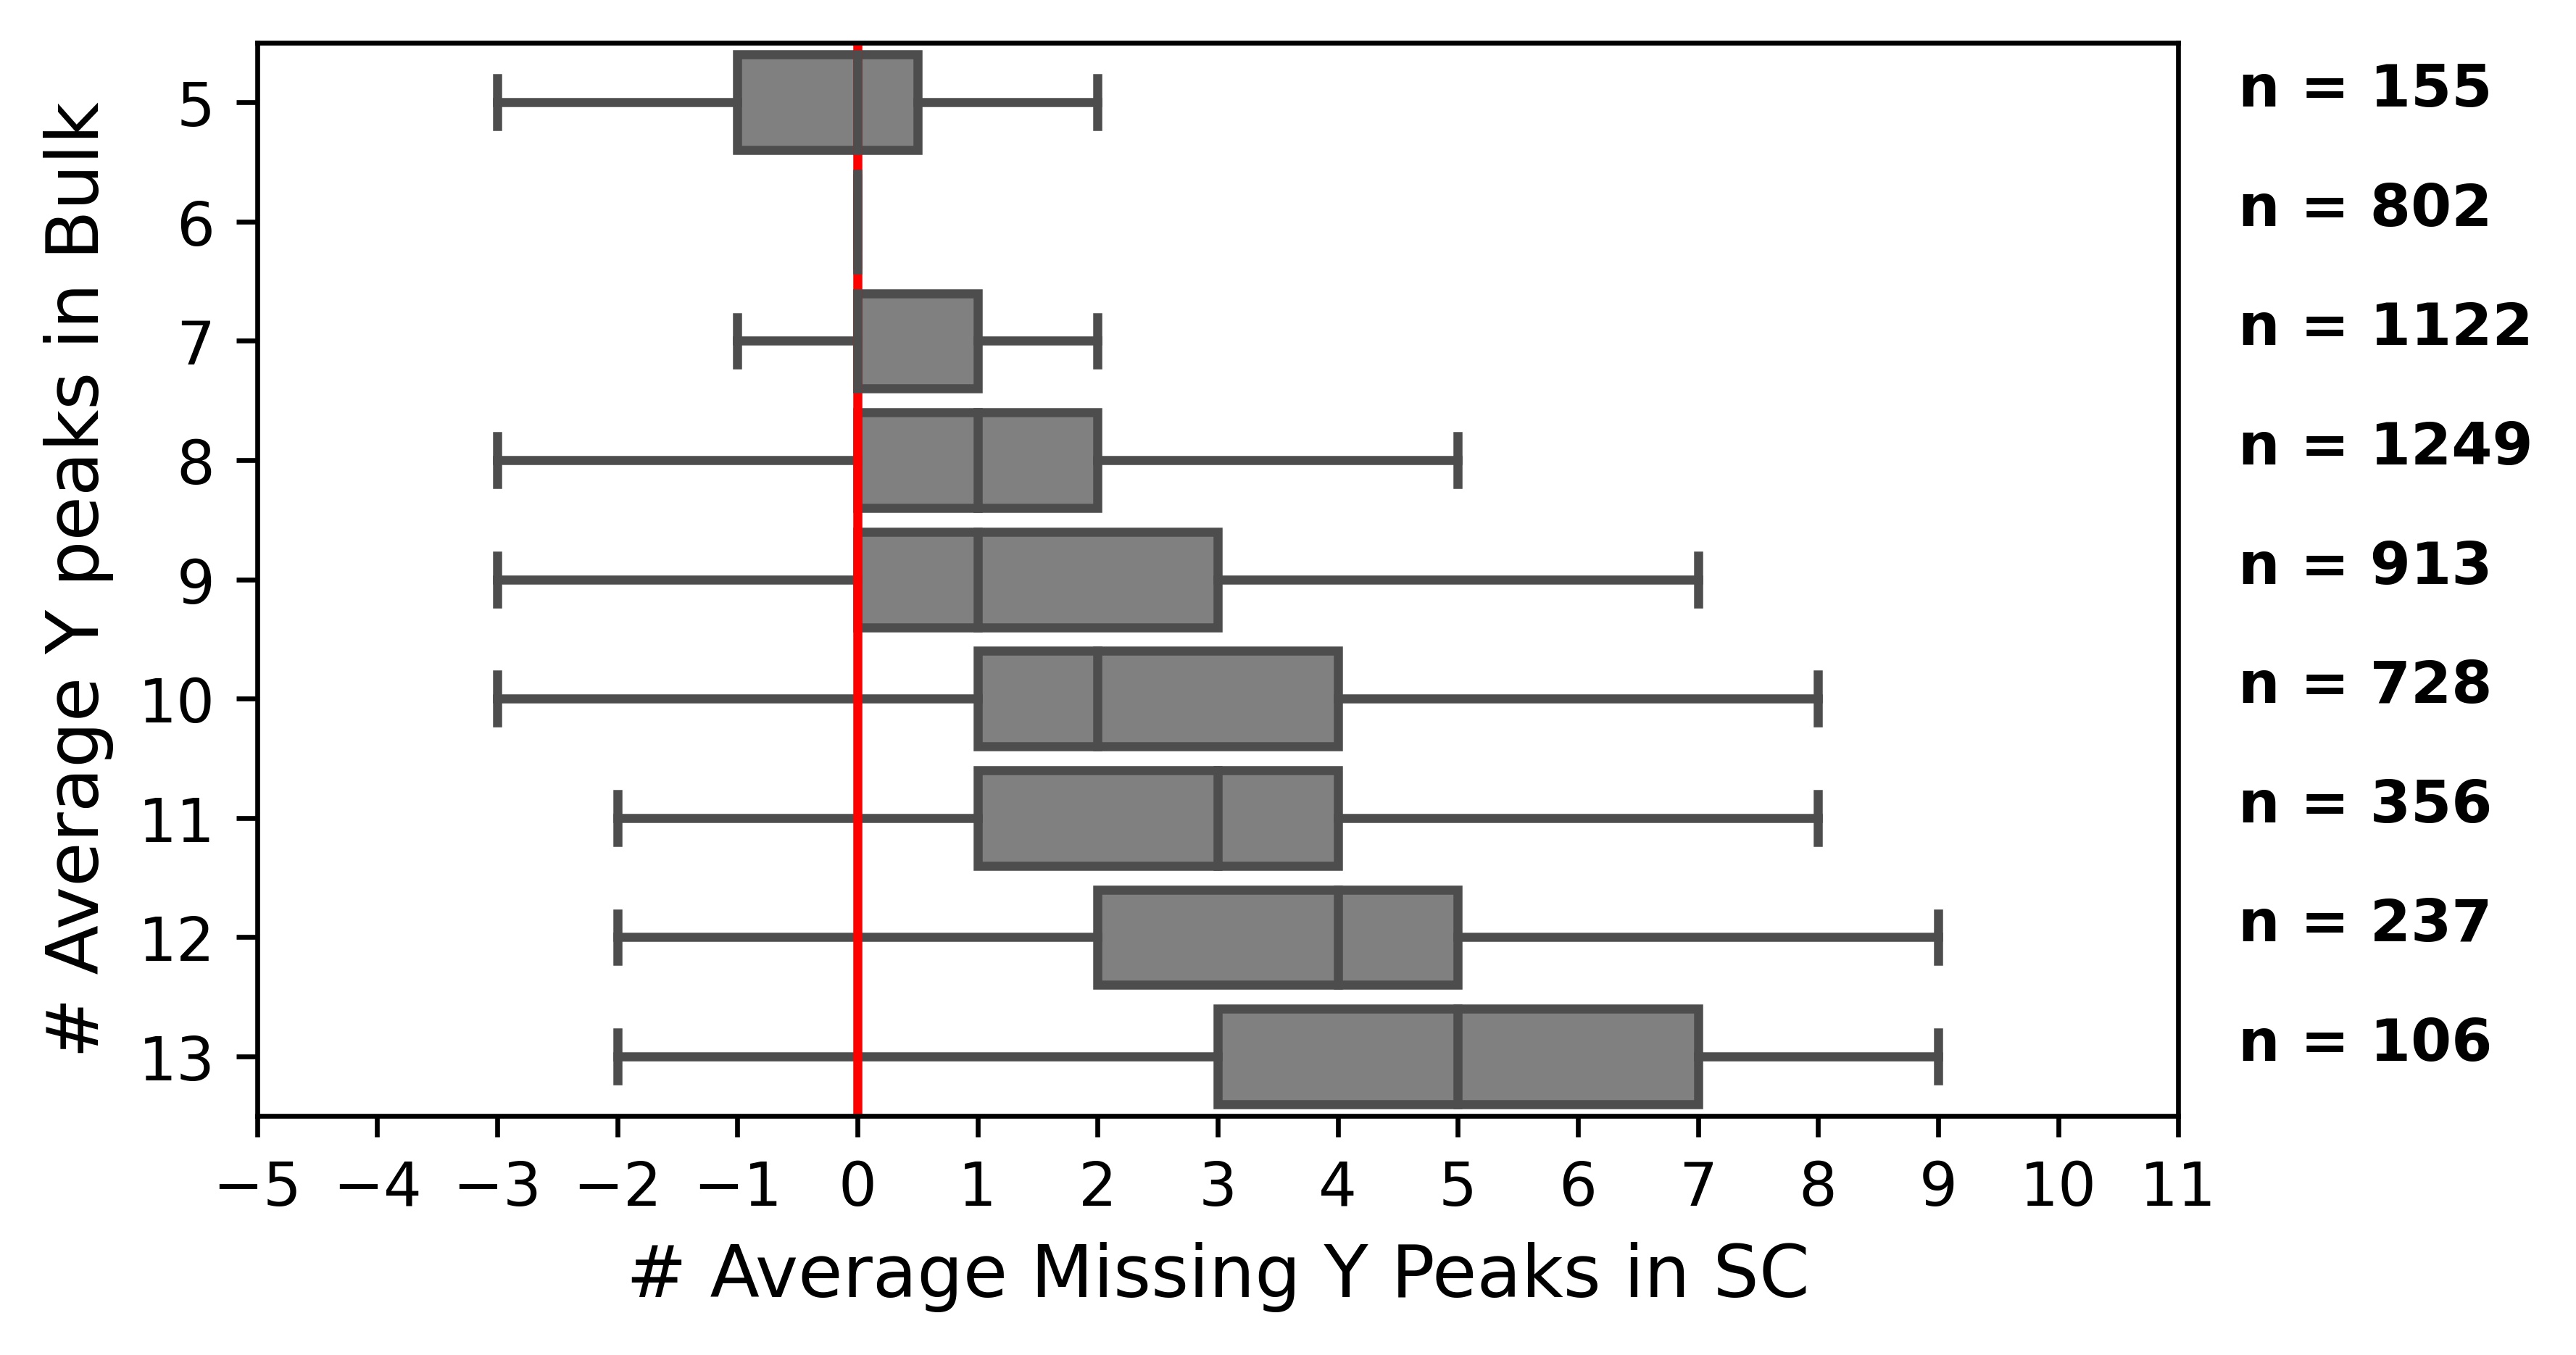 # Average Y peaks in Bulk
5
6
7
8
9
10
11
12
13
n = 155
n = 802
n = 1122
n = 1249
n = 913
n = 728
n = 356
n = 237
n = 106
−5 −4 −3 −2 −1 0 1 2 3 4 5 6 7 8 9 10 11
# Average Missing Y Peaks in SC